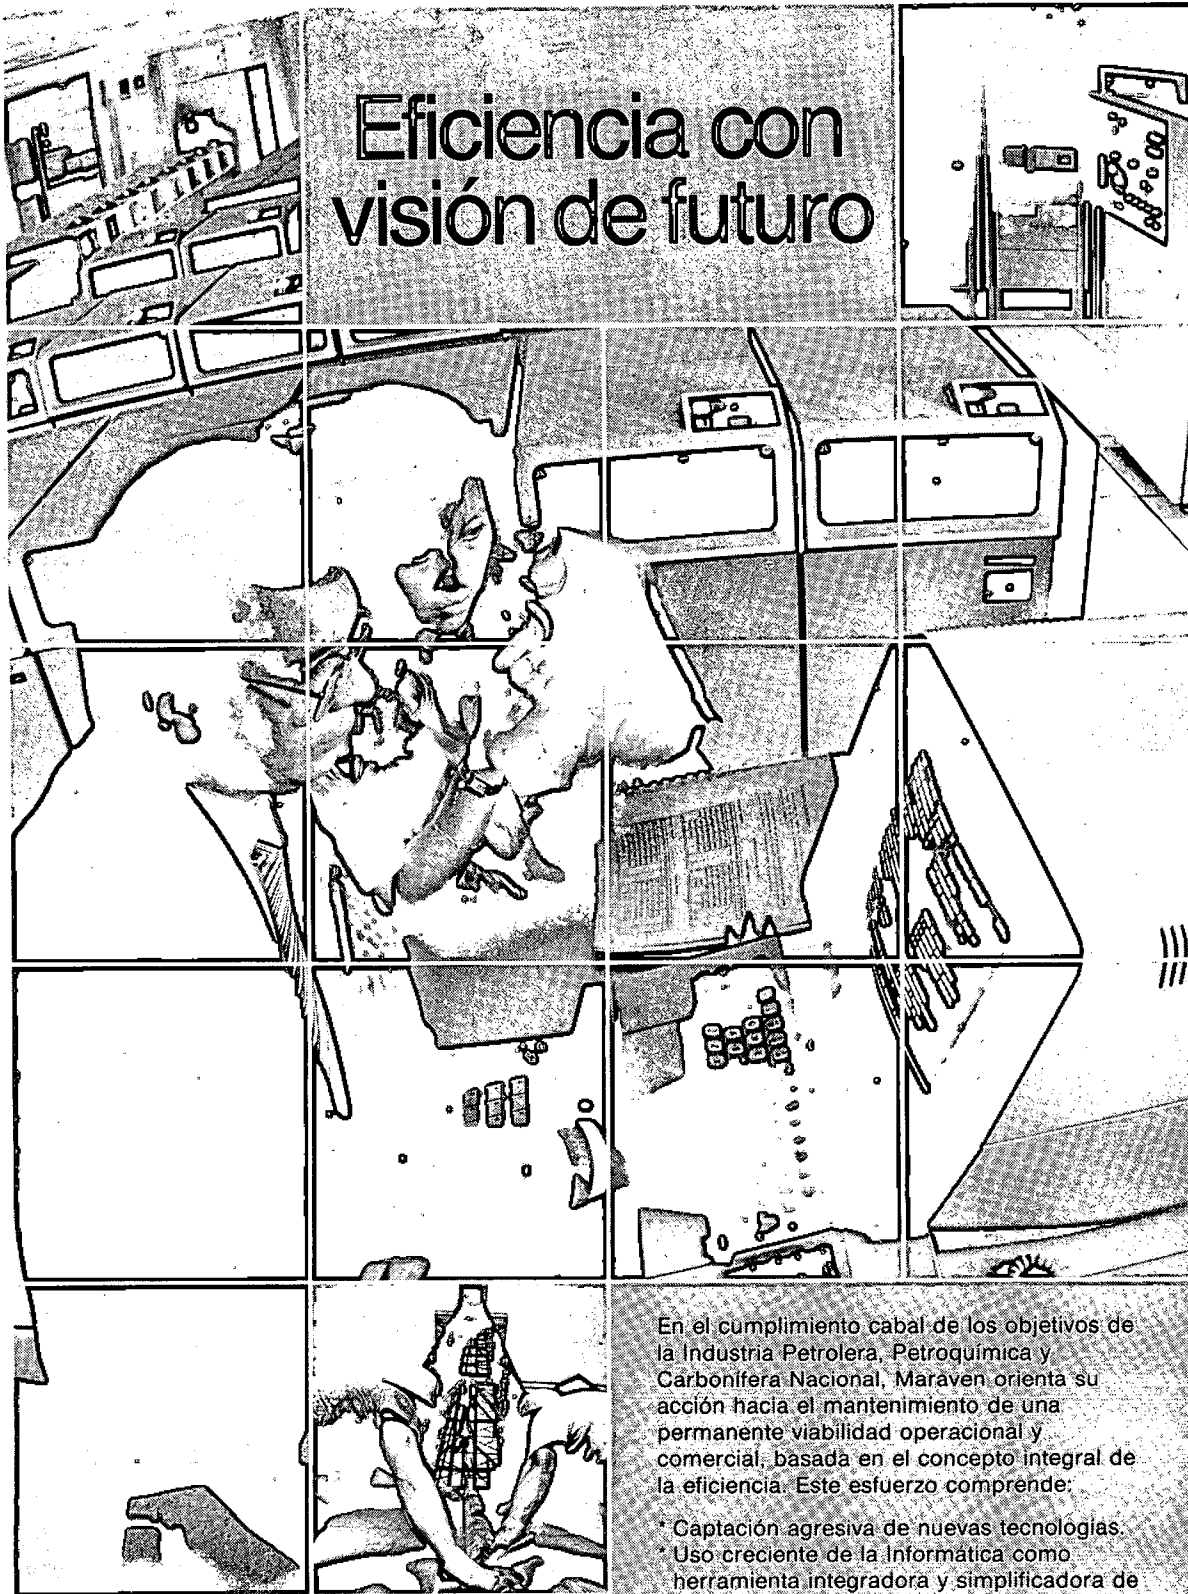 Eficiencia con
visión de futuro
En el cumplimiento cabal de los objetivos de
la Industria Petrolera, Petroquímica y
Carbonífera Nacional, Maraven orienta su
acción hacia el mantenimiento de una
permanente viabilidad operacional y
comercial, basada en el concepto integral de
la eficiencia. Este esfuerzo comprende:
* Captación agresiva de nuevas tecnologías.
* Uso creciente de la Informática como
herramienta integradora y simplificadora de